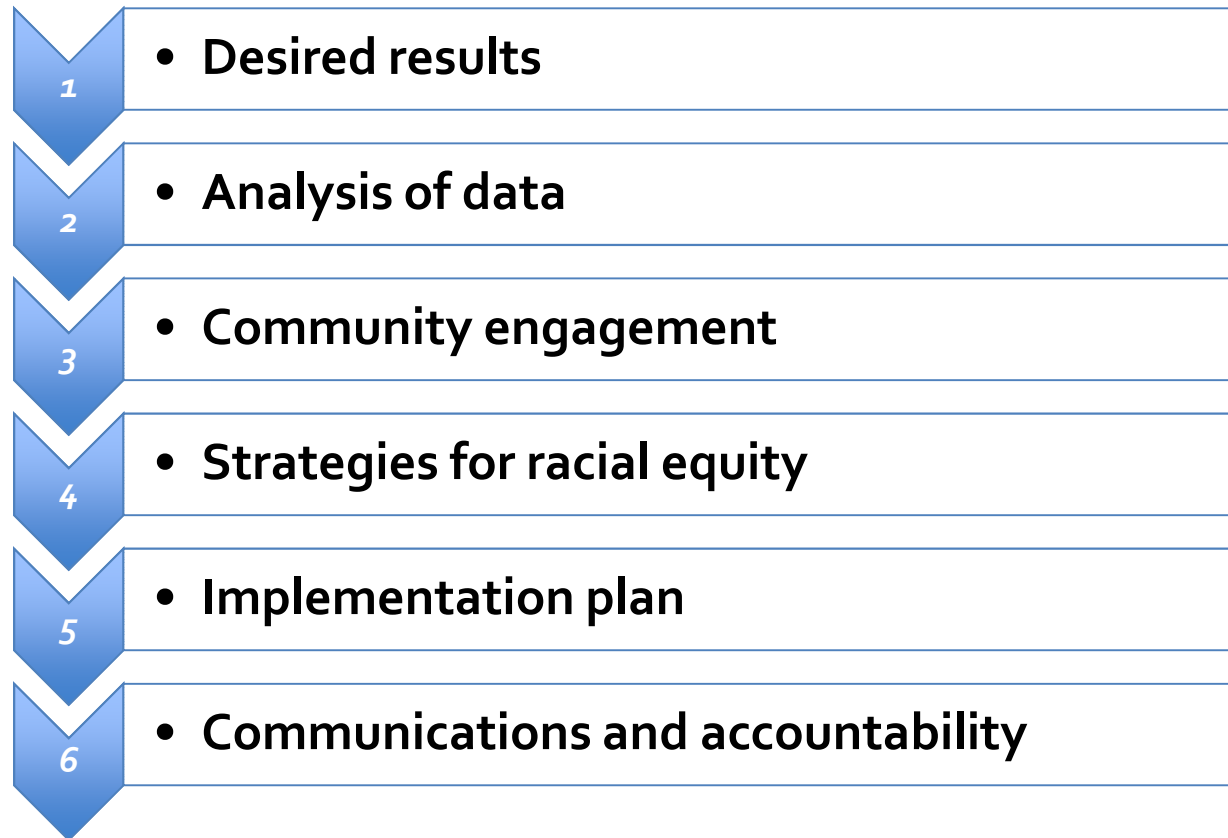 1
• Desired results
2
• Analysis of data
3
• Community engagement
4
• Strategies for racial equity
5
• Implementation plan
6
• Communications and accountability